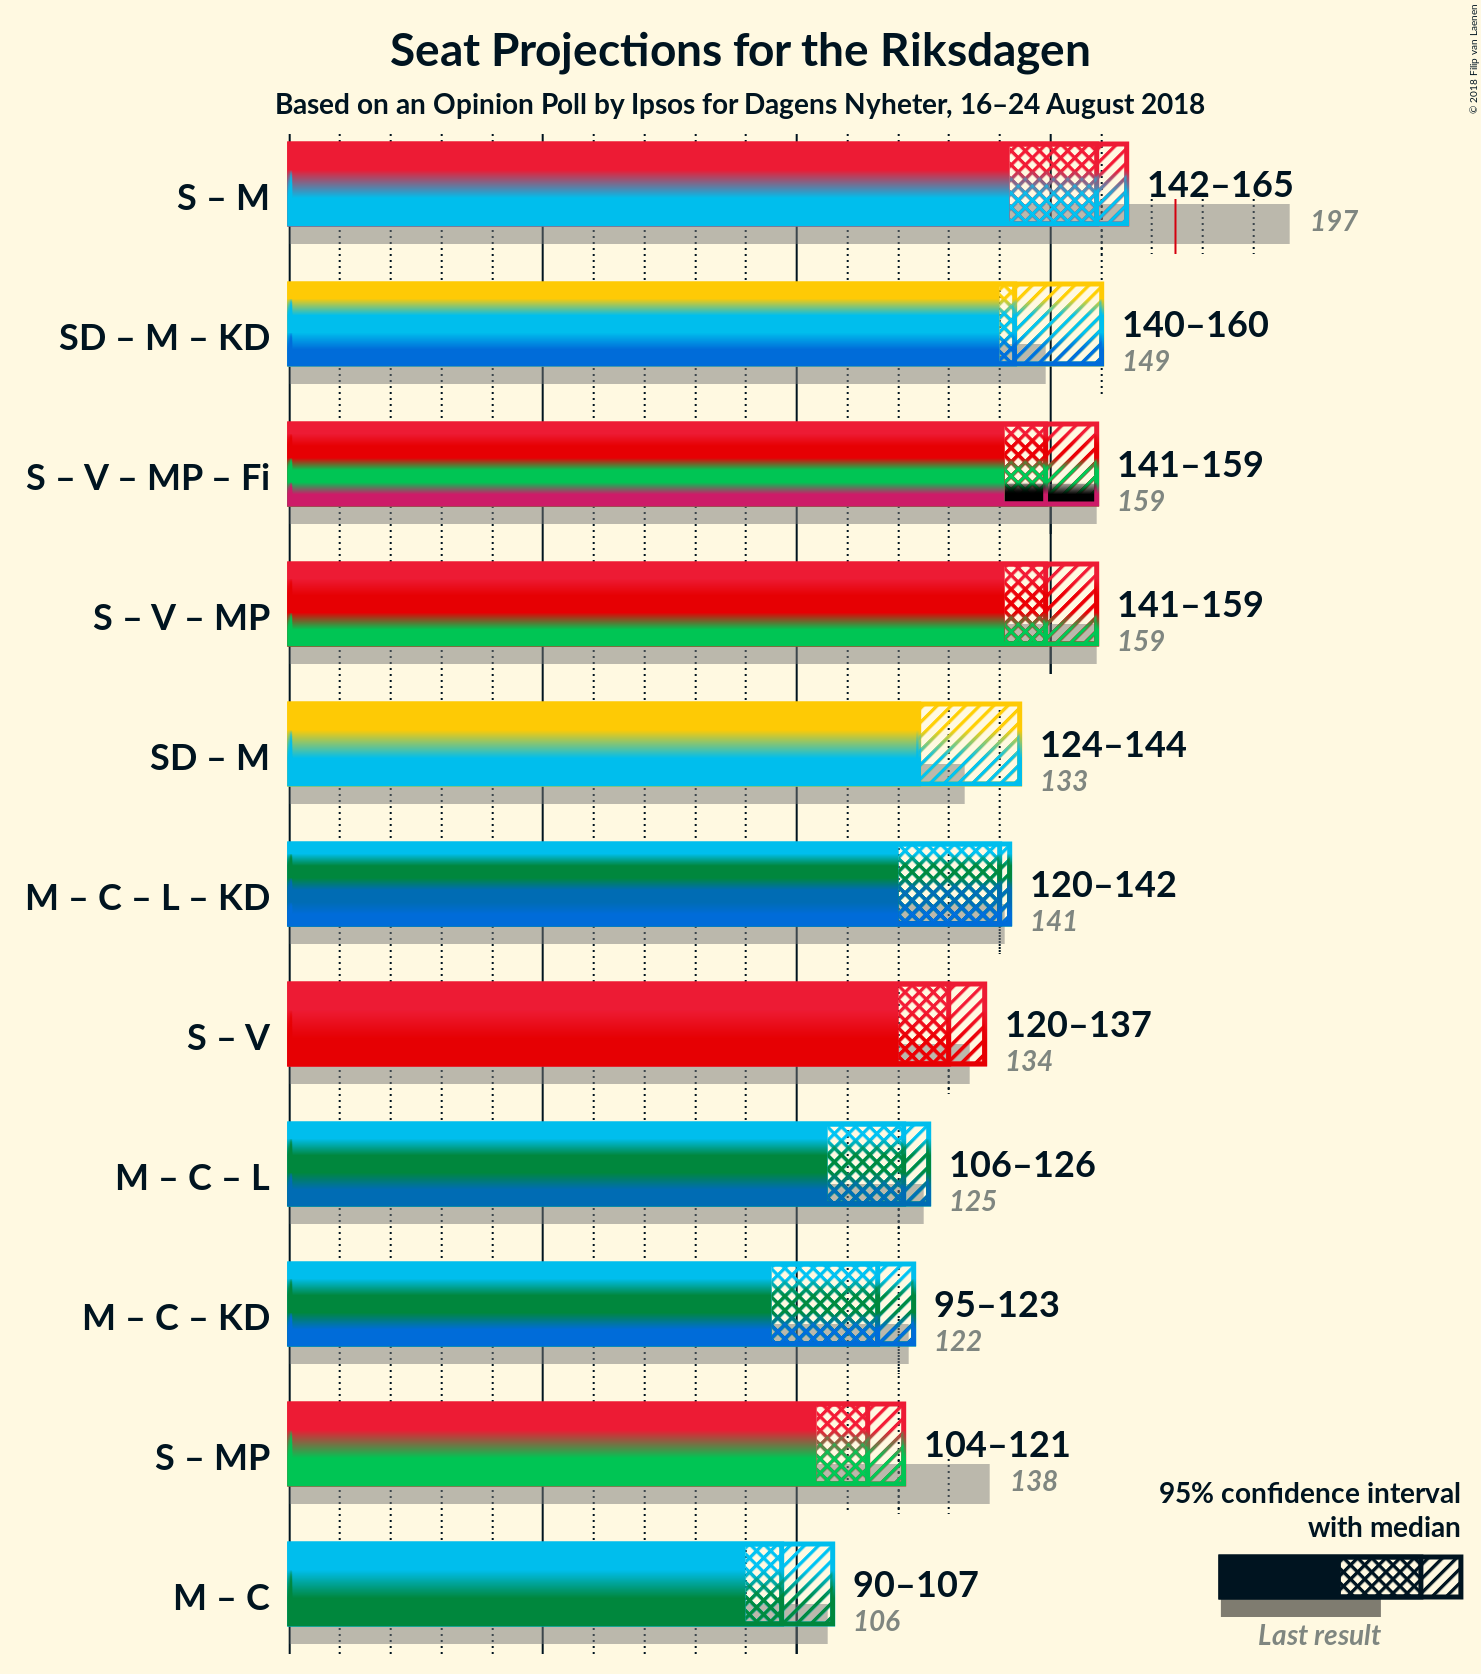 Seat Projections for the Riksdagen
Based on an Opinion Poll by Ipsos for Dagens Nyheter, 16–24 August 2018
© 2018 Filip van Laenen
S – M
142–165
197
SD – M – KD
140–160
149
S – V – MP – Fi
141–159
159
S – V – MP
141–159
159
SD – M
124–144
133
M – C – L – KD
120–142
141
S – V
120–137
134
M – C – L
106–126
125
M – C – KD
95–123
122
S – MP
104–121
138
M – C
90–107
106
95% confidence interval
with median
Last result